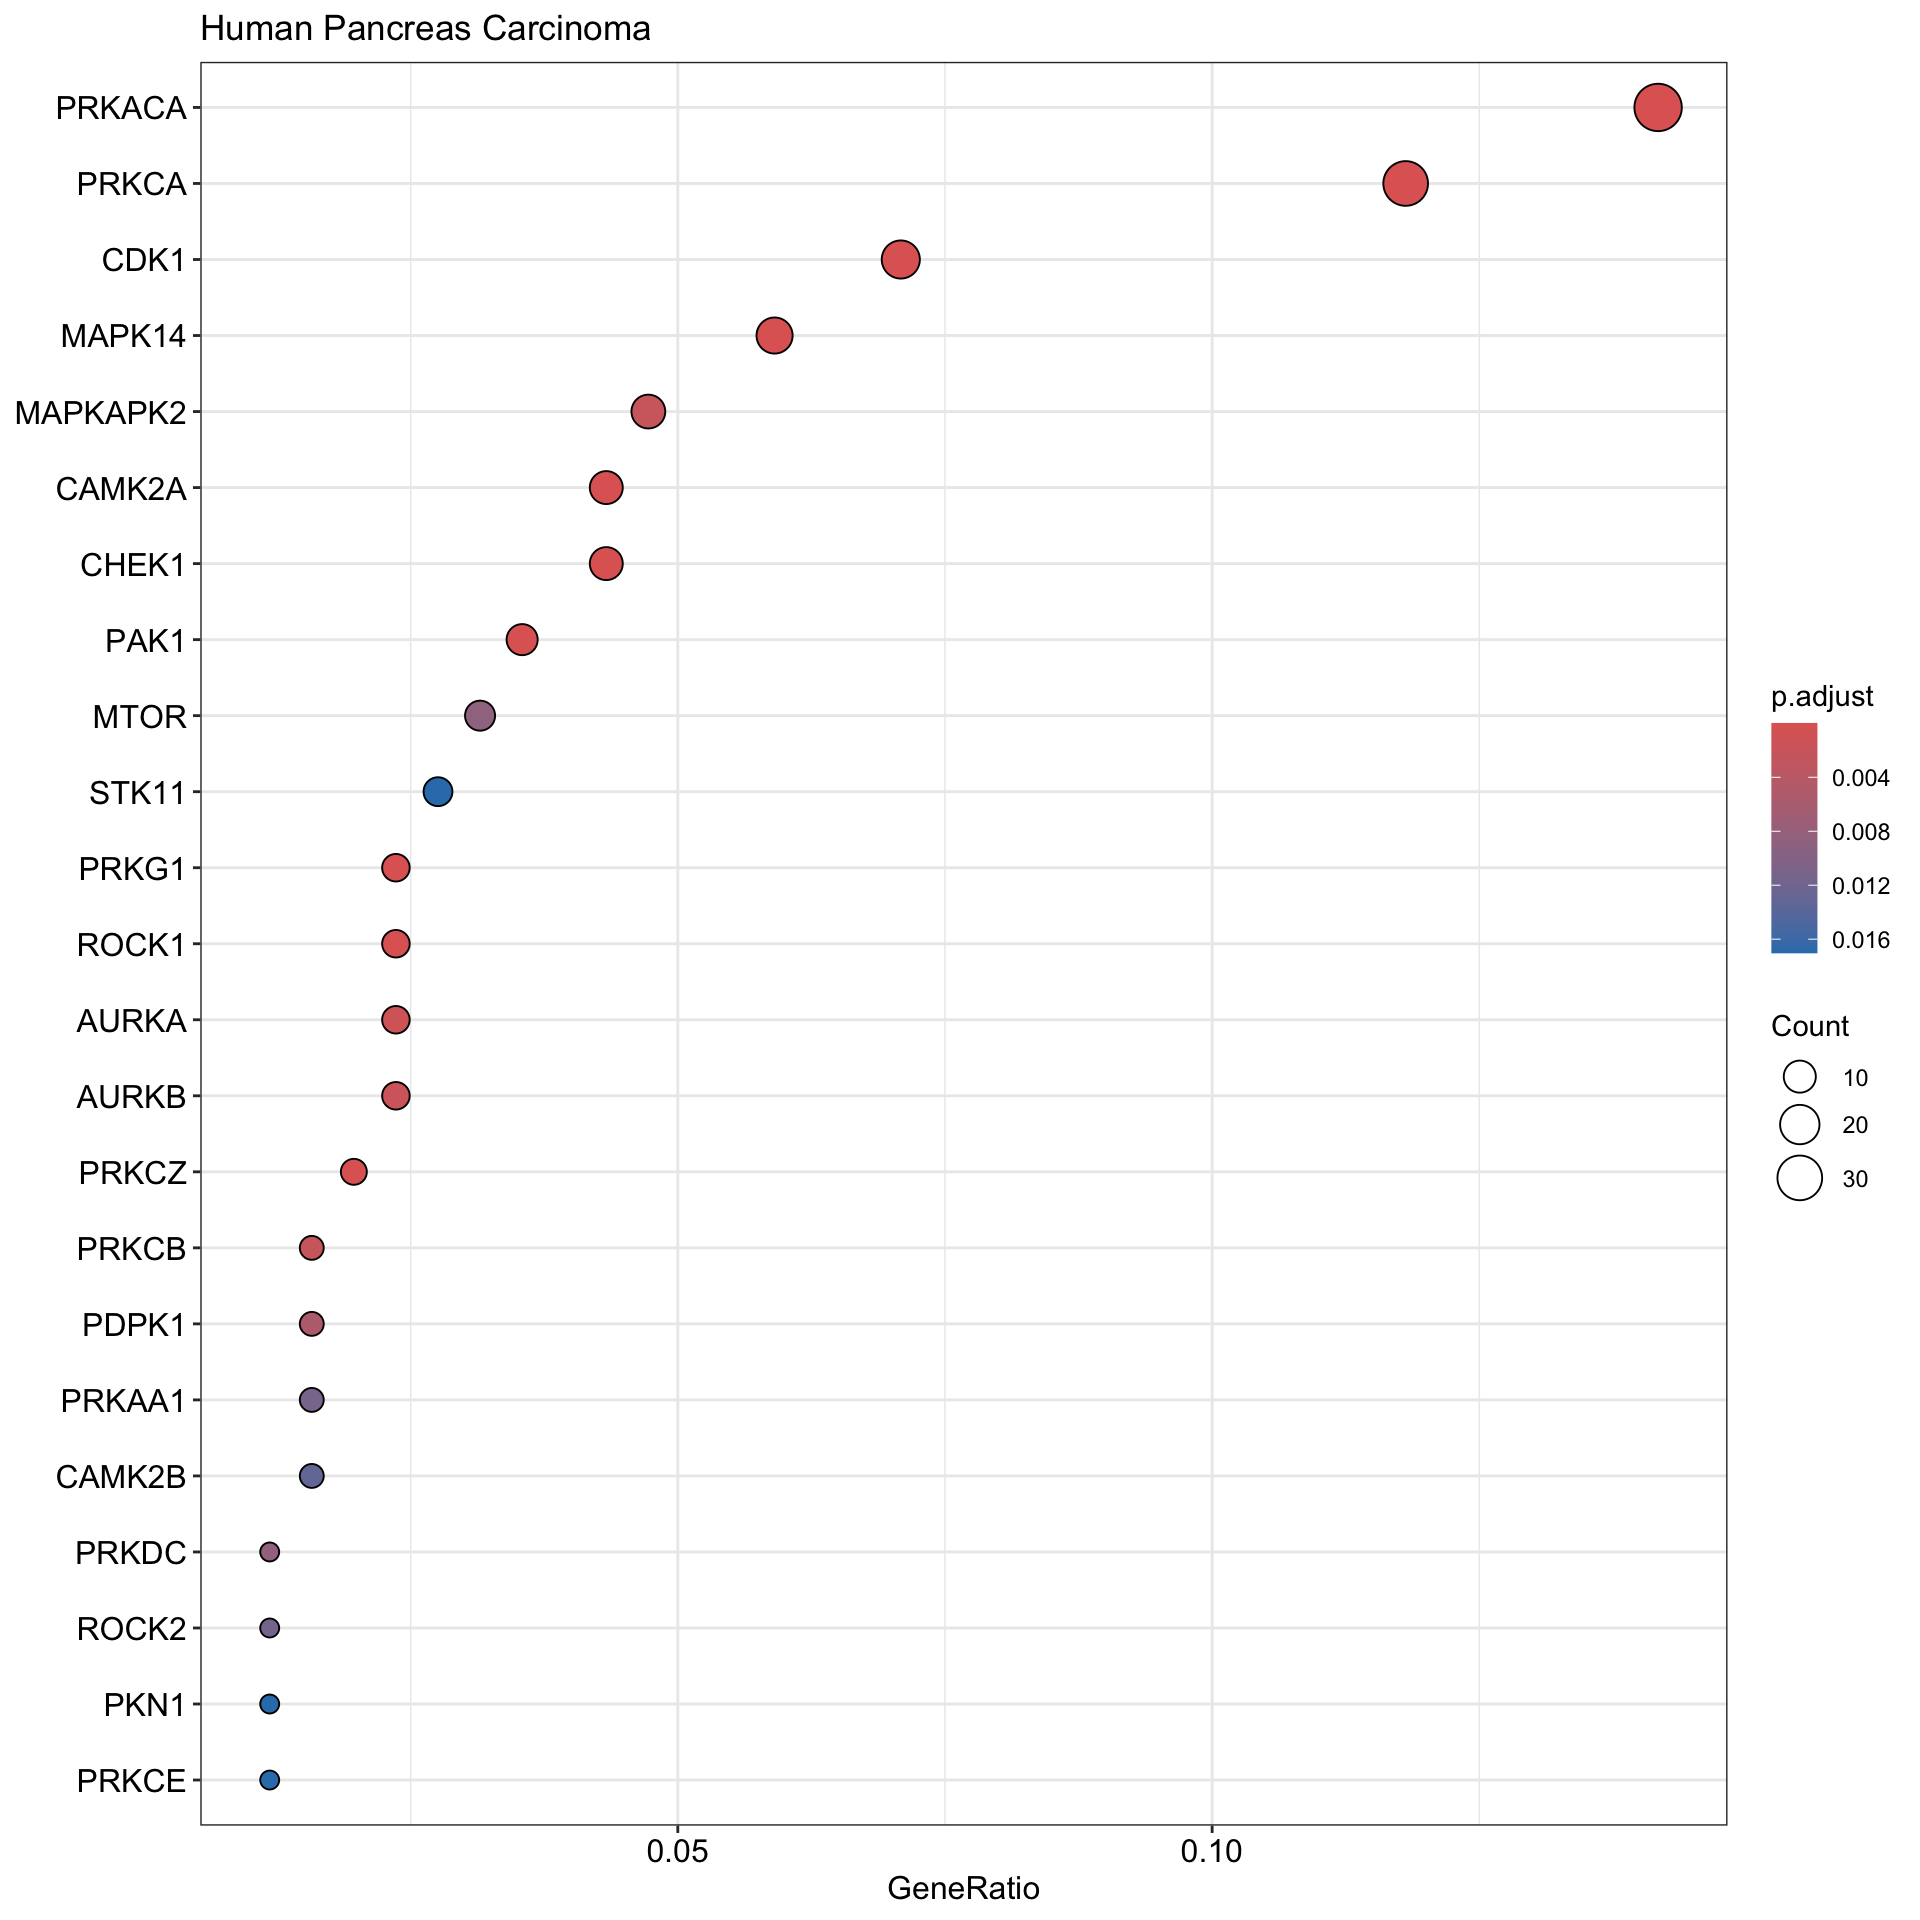 Human Pancreas Carcinoma
PRKACA
PRKCA
CDK1
MAPK14
MAPKAPK2
CAMK2A
CHEK1
PAK1
MTOR
STK11
PRKG1
ROCK1
AURKA
AURKB
PRKCZ
PRKCB
PDPK1
PRKAA1
CAMK2B
PRKDC
ROCK2
PKN1
PRKCE
0.05
0.10
GeneRatio
p.adjust
0.004
0.008
0.012
0.016
Count
10
20
30